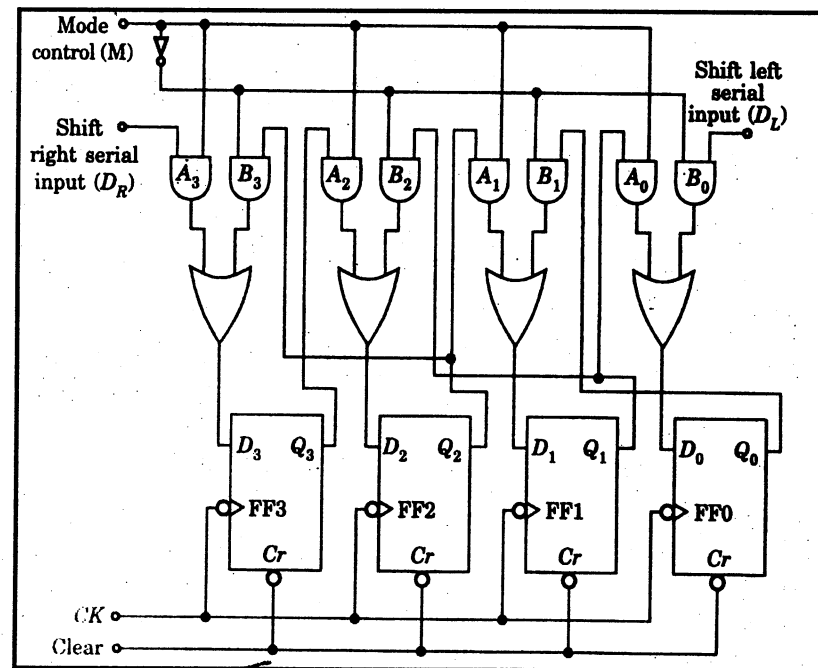 Mode
control (M)
Shift left
serial
input (D_L)
Shift
right serial
input (D_R)
A_3 B_3 A_2 B_2 A_1 B_1 A_0 B_0
D_3 Q_3 D_2 Q_2 D_1 Q_1 D_0 Q_0
FF3 FF2 FF1 FF0
Cr Cr Cr Cr
CK
Clear